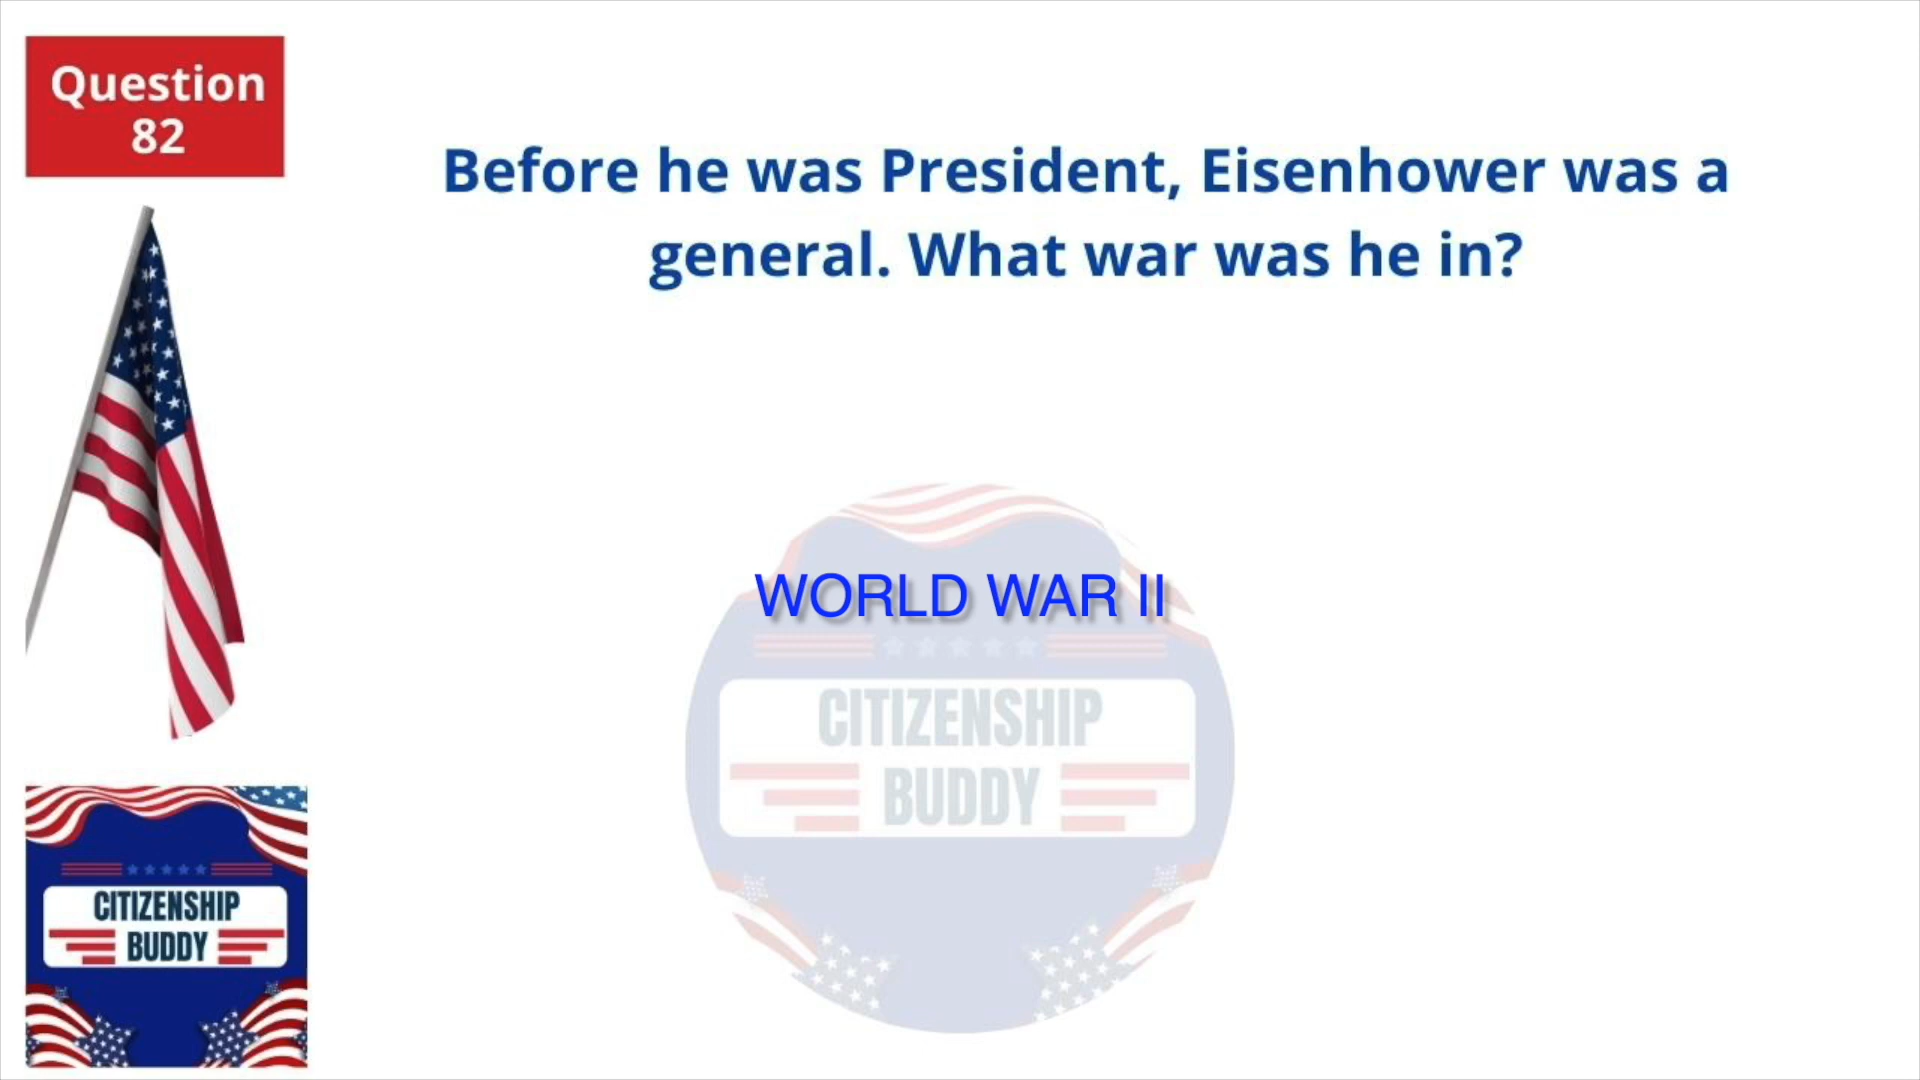 Question
82
Before he was President, Eisenhower was a
general. What war was he in?
WORLD WAR II
CITIZENSHIP
BUDDY
CITIZENSHIP
BUDDY